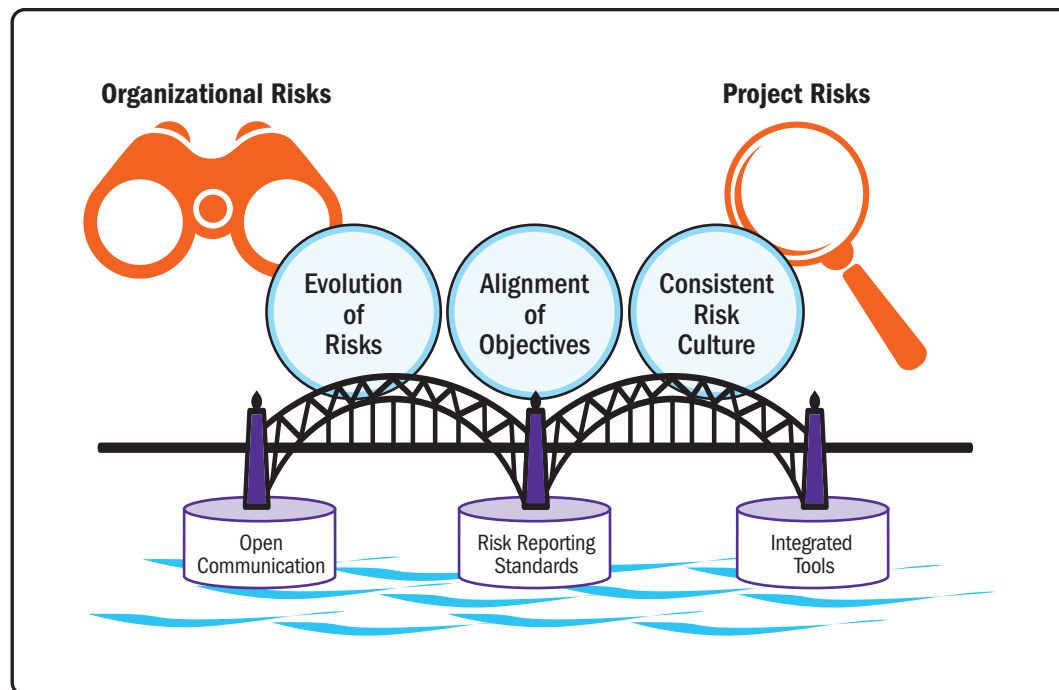 Organizational Risks
Project Risks
Evolution
of
Risks
Alignment
of
Objectives
Consistent
Risk
Culture
Open
Communication
Risk Reporting
Standards
Integrated
Tools